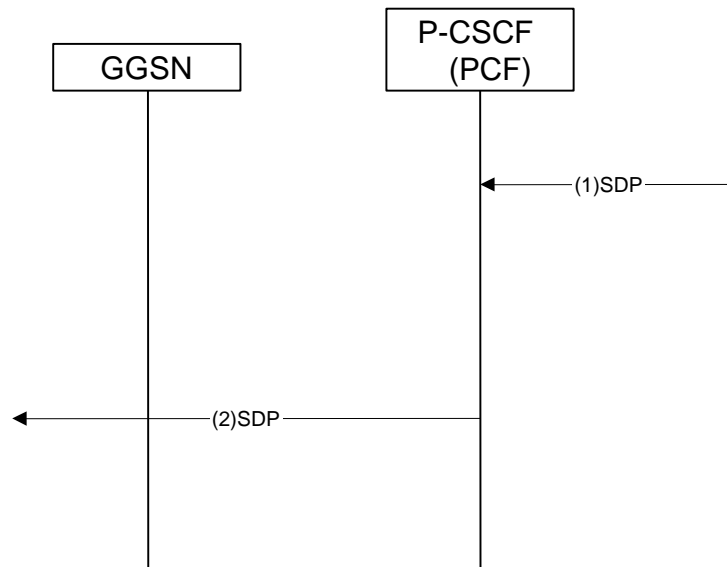 GGSN
P-CSCF
(PCF)
(1)SDP
(2)SDP